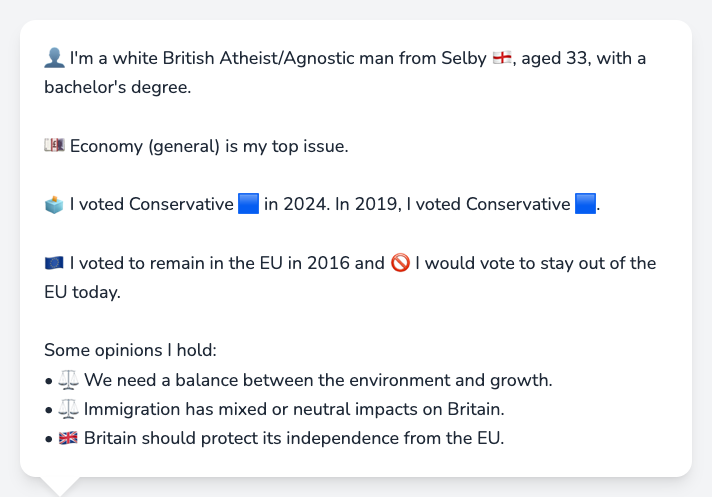 👤 I'm a white British Atheist/Agnostic man from Selby 🏴󠁧󠁢󠁥󠁮󠁧󠁿, aged 33, with a
bachelor's degree.
💷 Economy (general) is my top issue.
🗳️ I voted Conservative 🟦 in 2024. In 2019, I voted Conservative 🟦.
🇪🇺 I voted to remain in the EU in 2016 and 🚫 I would vote to stay out of the
EU today.
Some opinions I hold:
• ⚖️ We need a balance between the environment and growth.
• ⚖️ Immigration has mixed or neutral impacts on Britain.
• 🇬🇧 Britain should protect its independence from the EU.